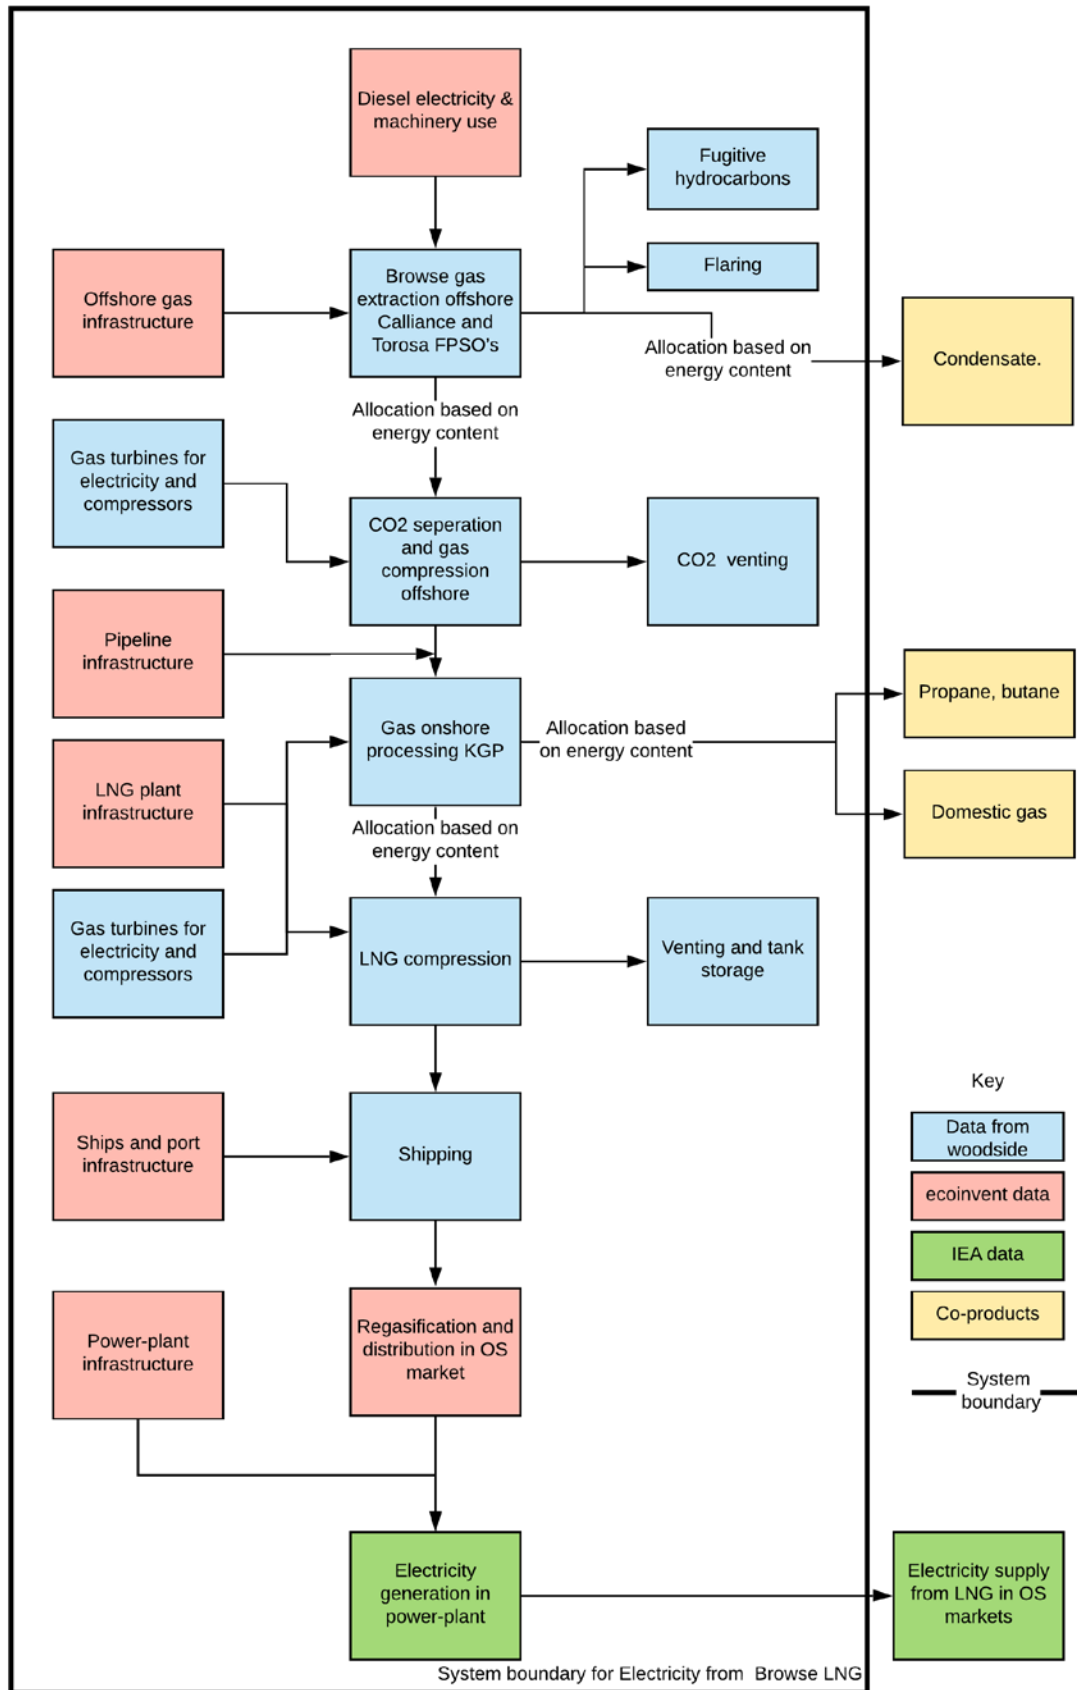 Diesel electricity &
machinery use
Fugitive
hydrocarbons
Flaring
Offshore gas
infrastructure
Browse gas
extraction offshore
Calliance and
Torosa FPSO's
Allocation based on
energy content
Condensate.
Allocation based on
energy content
Gas turbines for
electricity and
compressors
CO2 seperation
and gas
compression
offshore
CO2 venting
Pipeline
infrastructure
Gas onshore
processing KGP
Allocation based
on energy content
Propane, butane
Domestic gas
LNG plant
infrastructure
Allocation based on
energy content
Gas turbines for
electricity and
compressors
LNG compression
Venting and tank
storage
Ships and port
infrastructure
Shipping
Power-plant
infrastructure
Regasification and
distribution in OS
market
Electricity
generation in
power-plant
Electricity supply
from LNG in OS
markets
Key
Data from
woodside
ecoinvent data
IEA data
Co-products
System
boundary
System boundary for Electricity from Browse LNG